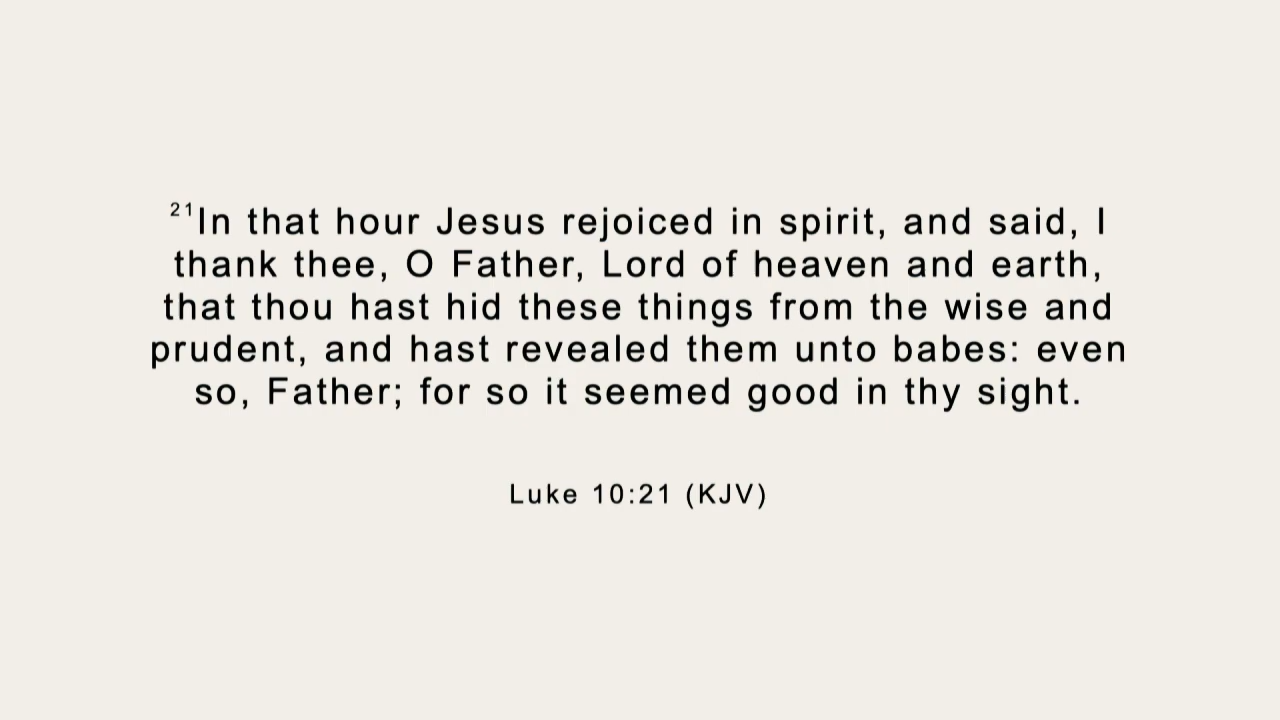 21In that hour Jesus rejoiced in spirit, and said, I
thank thee, O Father, Lord of heaven and earth,
that thou hast hid these things from the wise and
prudent, and hast revealed them unto babes: even
so, Father; for so it seemed good in thy sight.
Luke 10:21 (KJV)